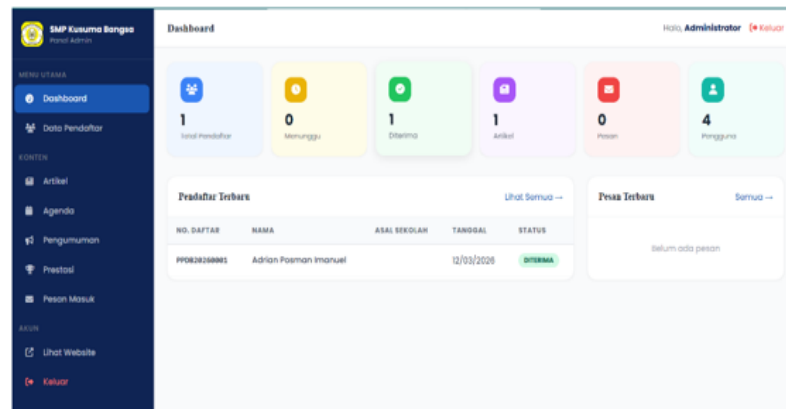 SMP Kusuma Bangsa
Panel Admin
MENU UTAMA
Dashboard
Data Pendaftar
KONTEN
Artikel
Agenda
Pengumuman
Prestasi
Pesan Masuk
AKUN
Lihat Website
Keluar
Dashboard
Halo, Administrator Keluar
1
Total Pendaftar
0
Menunggu
1
Diterima
1
Artikel
0
Pesan
4
Pengguna
Pendaftar Terbaru
Lihat Semua →
NO. DAFTAR NAMA ASAL SEKOLAH TANGGAL STATUS
PPDB20260001 Adrian Posman Imanuel 12/03/2026 DITERIMA
Pesan Terbaru
Semua →
Belum ada pesan